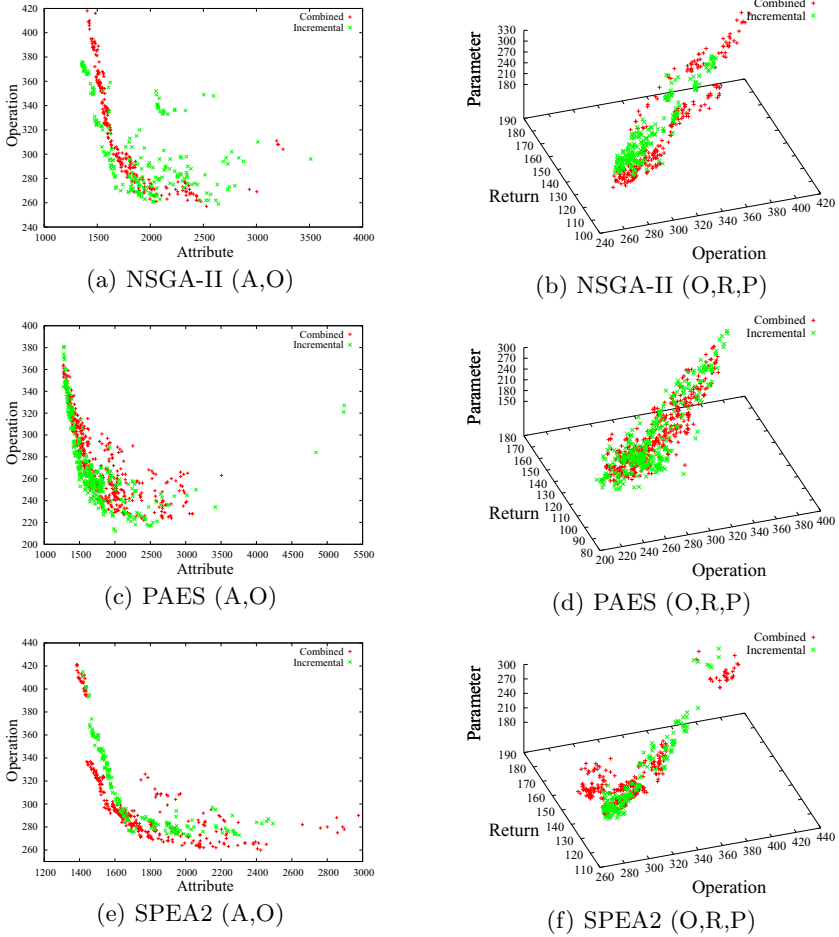 420
400
380
360
340
320
300
280
260
240
1000 1500 2000 2500 3000 3500 4000
Operation
Attribute
Combined
Incremental
(a) NSGA-II (A,O)
Combined
Incremental
Parameter
330
300
270
240
210
180
190
180
170
160
150
140
130
120
110
100
Return
240 260 280 300 320 340 360 380 400 420
Operation
(b) NSGA-II (O,R,P)
400
380
360
340
320
300
280
260
240
220
200
1000 1500 2000 2500 3000 3500 4000 4500 5000 5500
Operation
Attribute
Combined
Incremental
(c) PAES (A,O)
Combined
Incremental
Parameter
300
270
240
210
180
150
180
170
160
150
140
130
120
110
100
90
80
Return
200 220 240 260 280 300 320 340 360 380 400
Operation
(d) PAES (O,R,P)
440
420
400
380
360
340
320
300
280
260
1200 1400 1600 1800 2000 2200 2400 2600 2800 3000
Operation
Attribute
Combined
Incremental
(e) SPEA2 (A,O)
Combined
Incremental
Parameter
300
270
240
210
180
190
180
170
160
150
140
130
120
110
Return
260 280 300 320 340 360 380 400 420 440
Operation
(f) SPEA2 (O,R,P)